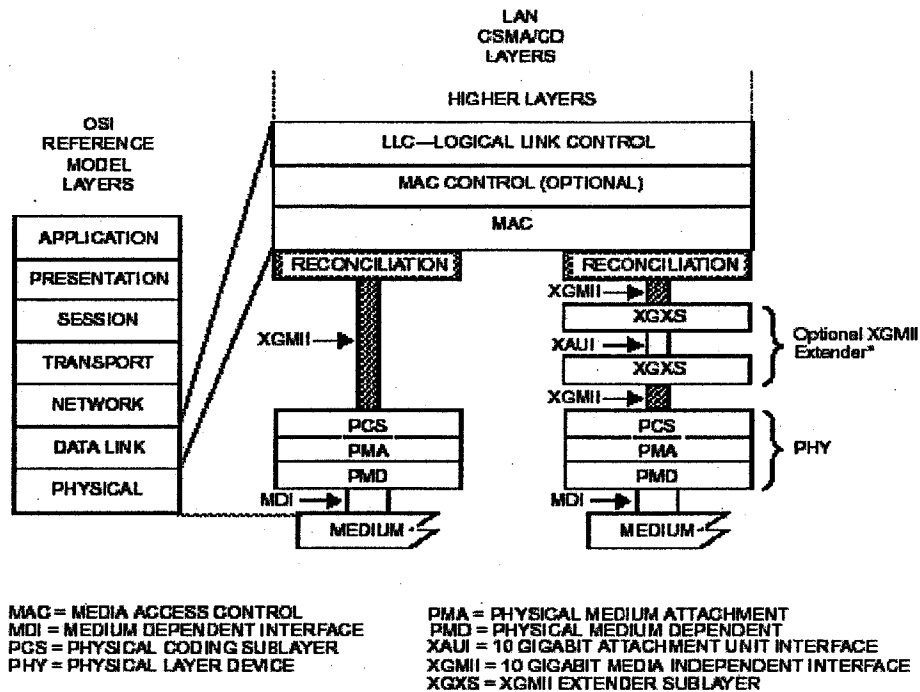 LAN
CSMA/CD
LAYERS
HIGHER LAYERS
OSI
REFERENCE
MODEL
LAYERS
LLC—LOGICAL LINK CONTROL
MAC CONTROL (OPTIONAL)
MAC
APPLICATION
PRESENTATION
SESSION
TRANSPORT
NETWORK
DATA LINK
PHYSICAL
RECONCILIATION
XGMII
PCS
PMA
PMD
MDI
MEDIUM
RECONCILIATION
XGMII
XGXS
XAUI
XGXS
XGMII
Optional XGMII
Extender*
PCS
PMA
PMD
PHY
MDI
MEDIUM
MAC = MEDIA ACCESS CONTROL
MDI = MEDIUM DEPENDENT INTERFACE
PCS = PHYSICAL CODING SUBLAYER
PHY = PHYSICAL LAYER DEVICE
PMA = PHYSICAL MEDIUM ATTACHMENT
PMD = PHYSICAL MEDIUM DEPENDENT
XAUI = 10 GIGABIT ATTACHMENT UNIT INTERFACE
XGMII = 10 GIGABIT MEDIA INDEPENDENT INTERFACE
XGXS = XGMII EXTENDER SUBLAYER